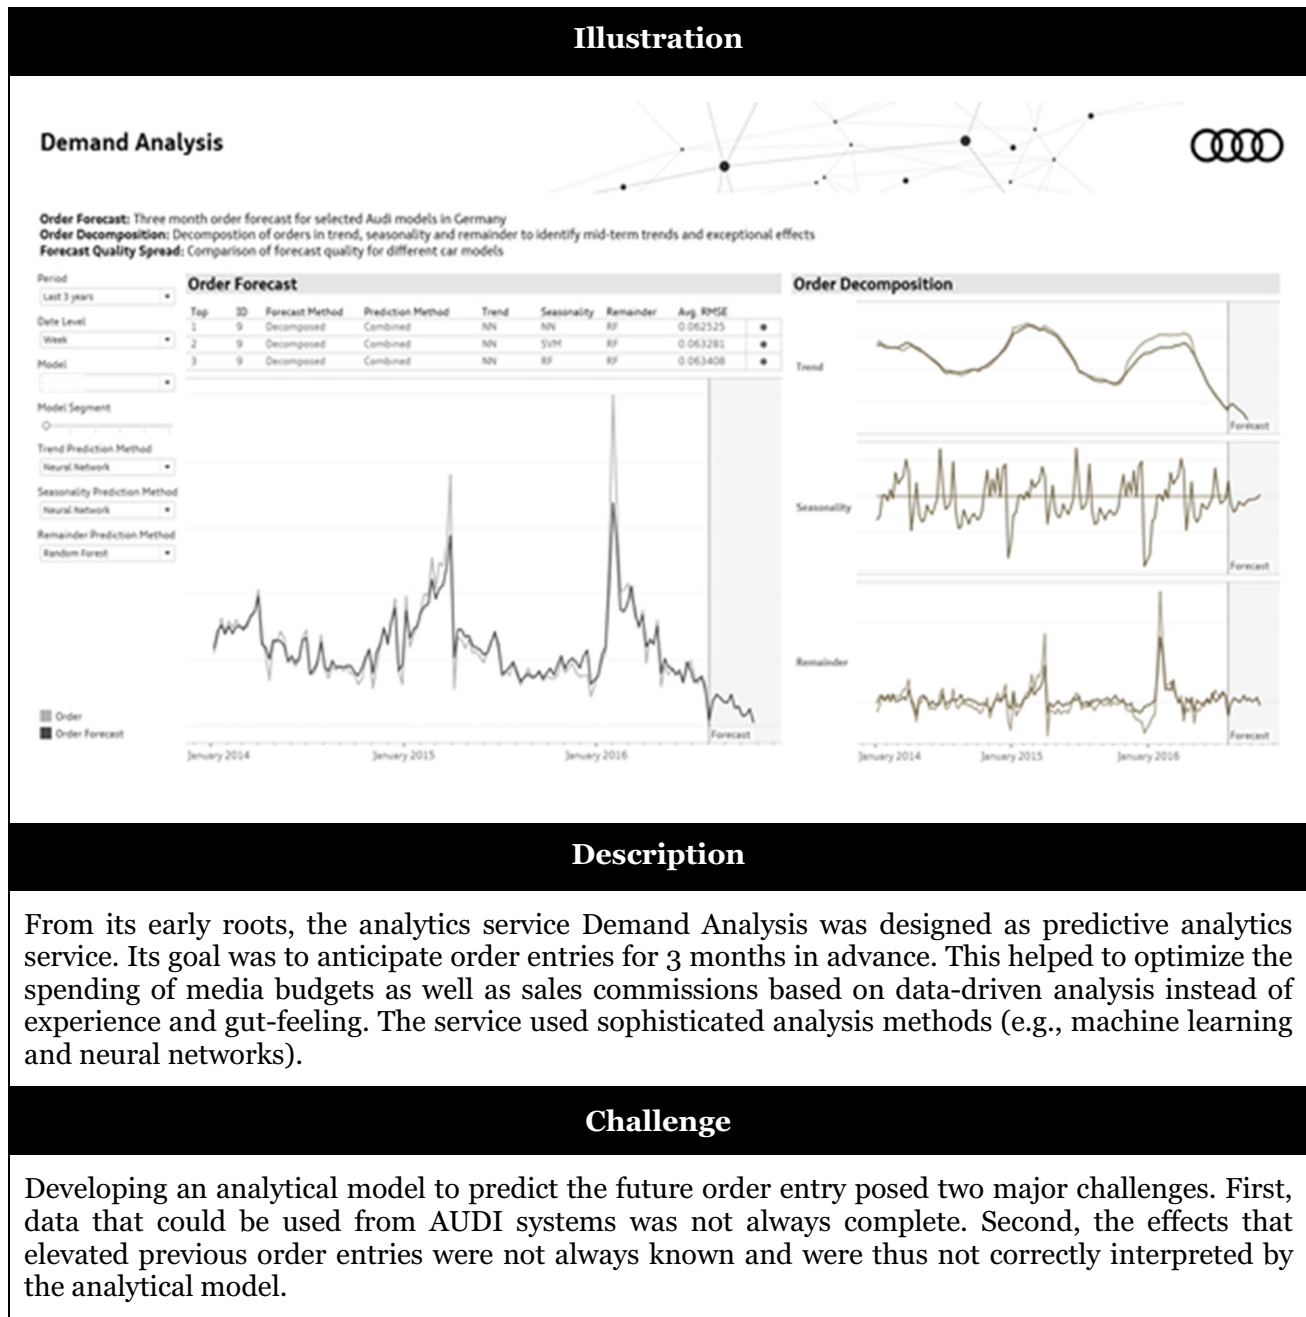 Illustration
Demand Analysis
Order Forecast: Three month order forecast for selected Audi models in Germany
Order Decomposition: Decompostion of orders in trend, seasonality and remainder to identify mid-term trends and exceptional effects
Forecast Quality Spread: Comparison of forecast quality for different car models
Period
Last 3 years
Date Level
Week
Model
Model Segment
Trend Prediction Method
Neural Network
Seasonality Prediction Method
Neural Network
Remainder Prediction Method
Random Forest
Order
Order Forecast
Order Forecast
Top ID Forecast Method Prediction Method Trend Seasonality Remainder Avg. RMSE
1 9 Decomposed Combined NN NN RF 0.062525
2 9 Decomposed Combined NN SVM RF 0.063281
3 9 Decomposed Combined NN RF RF 0.063408
Forecast
January 2014 January 2015 January 2016
Order Decomposition
Trend
Forecast
Seasonality
Forecast
Remainder
Forecast
January 2014 January 2015 January 2016
Description
From its early roots, the analytics service Demand Analysis was designed as predictive analytics
service. Its goal was to anticipate order entries for 3 months in advance. This helped to optimize the
spending of media budgets as well as sales commissions based on data-driven analysis instead of
experience and gut-feeling. The service used sophisticated analysis methods (e.g., machine learning
and neural networks).
Challenge
Developing an analytical model to predict the future order entry posed two major challenges. First,
data that could be used from AUDI systems was not always complete. Second, the effects that
elevated previous order entries were not always known and were thus not correctly interpreted by
the analytical model.